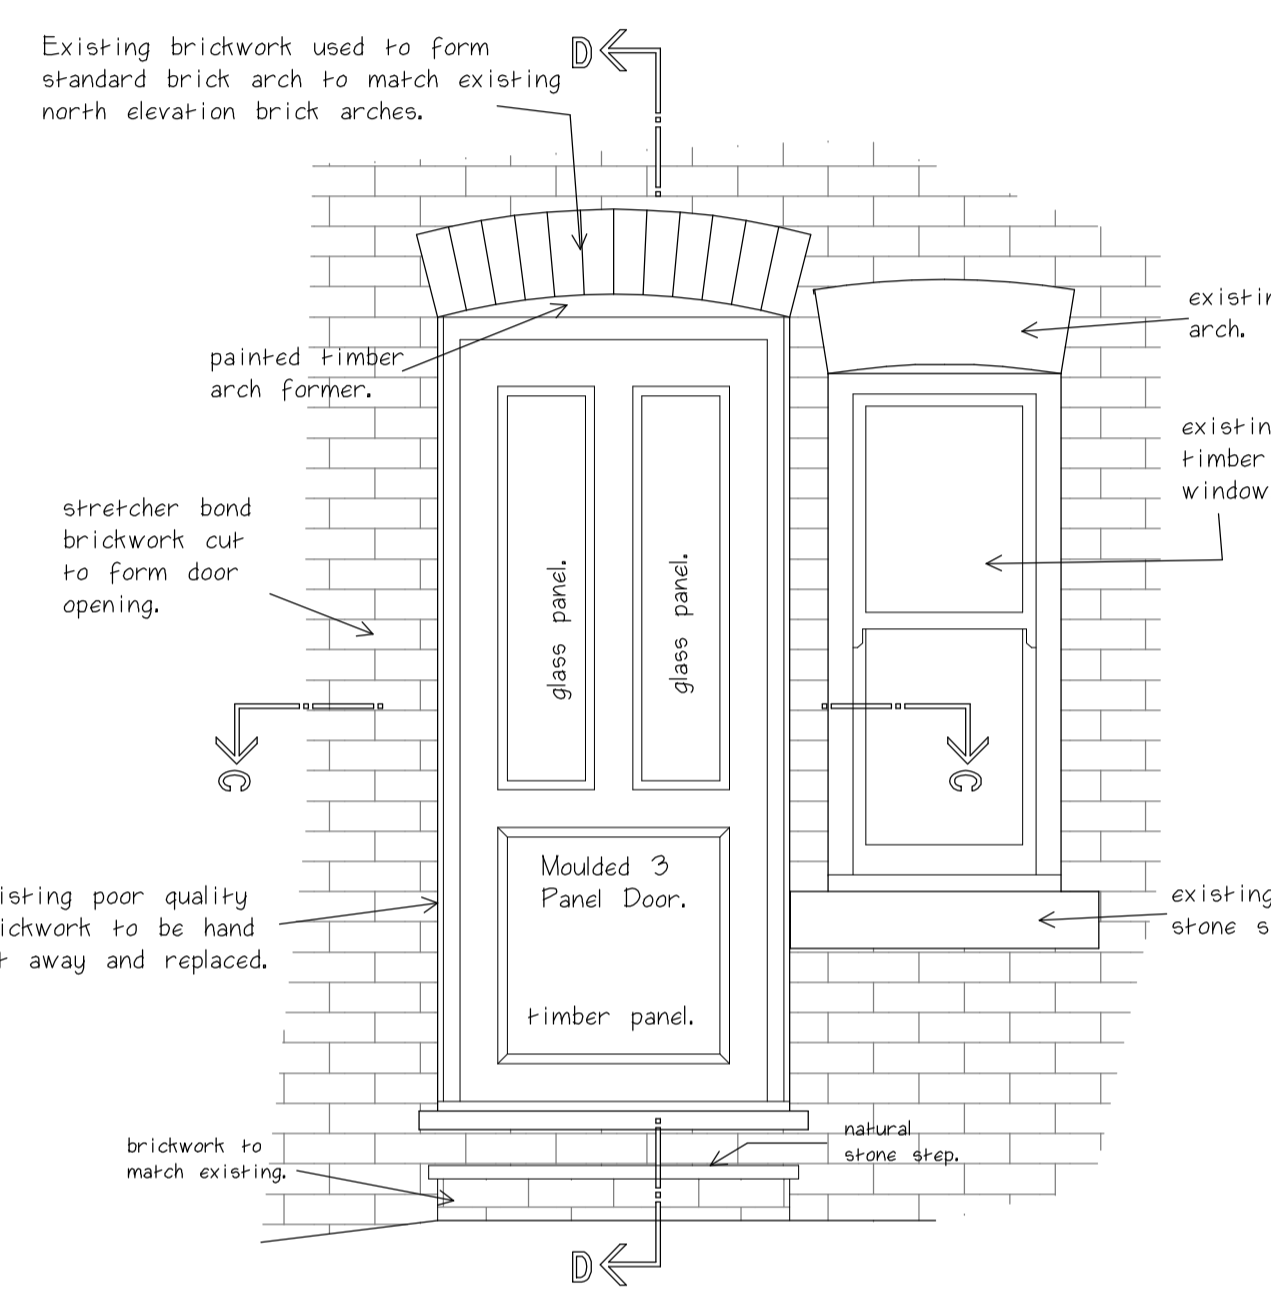 Existing brickwork used to form
standard brick arch to match existing
north elevation brick arches.
D
arch.
painted timber
arch former.
timber
window
stretcher bond
brickwork cut
to form door
opening.
glass panel.
glass panel.
C
C
Moulded 3
Panel Door.
poor quality
to be hand
away and replaced.
existing
stone
timber panel.
brickwork to
match existing.
natural
stone step.
D